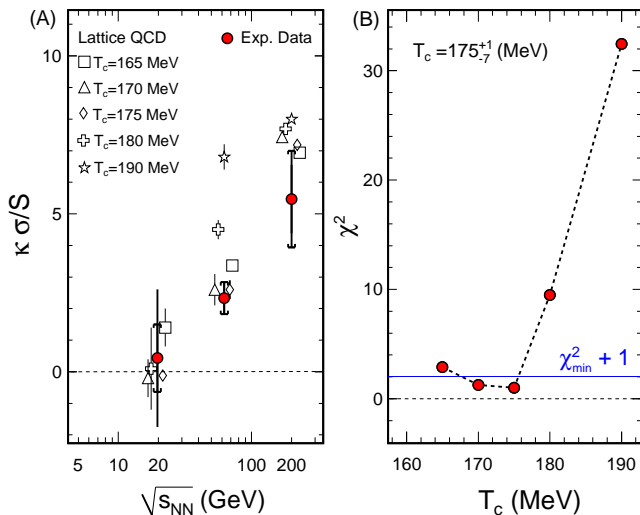 (A)
Lattice QCD
Exp. Data
T_c=165 MeV
T_c=170 MeV
T_c=175 MeV
T_c=180 MeV
T_c=190 MeV
10
5
0
κ σ/S
5 10 20 100 200
√s_NN (GeV)
(B)
T_c = 175^{+1}_{-7} (MeV)
30
20
10
0
χ²
χ²_min + 1
160 170 180 190
T_c (MeV)